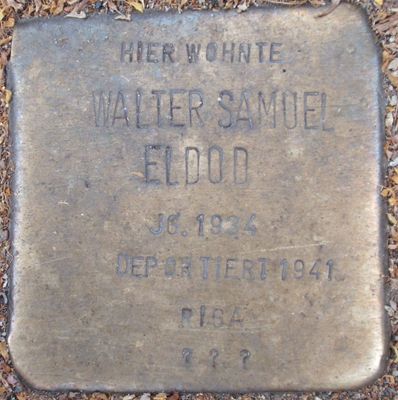 HIER WOHNTE
WALTER SAMUEL
ELDOD
JG. 1934
DEPORTIERT 1941
RIGA
? ? ?